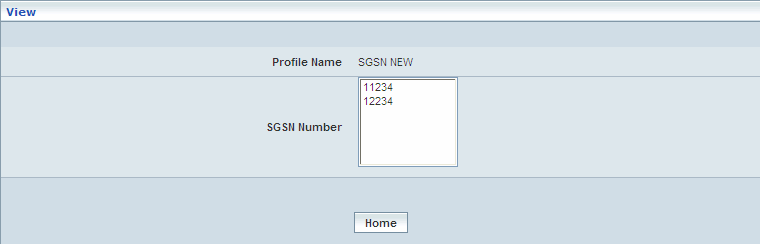 View
Profile Name SGSN NEW
SGSN Number
11234
12234
Home